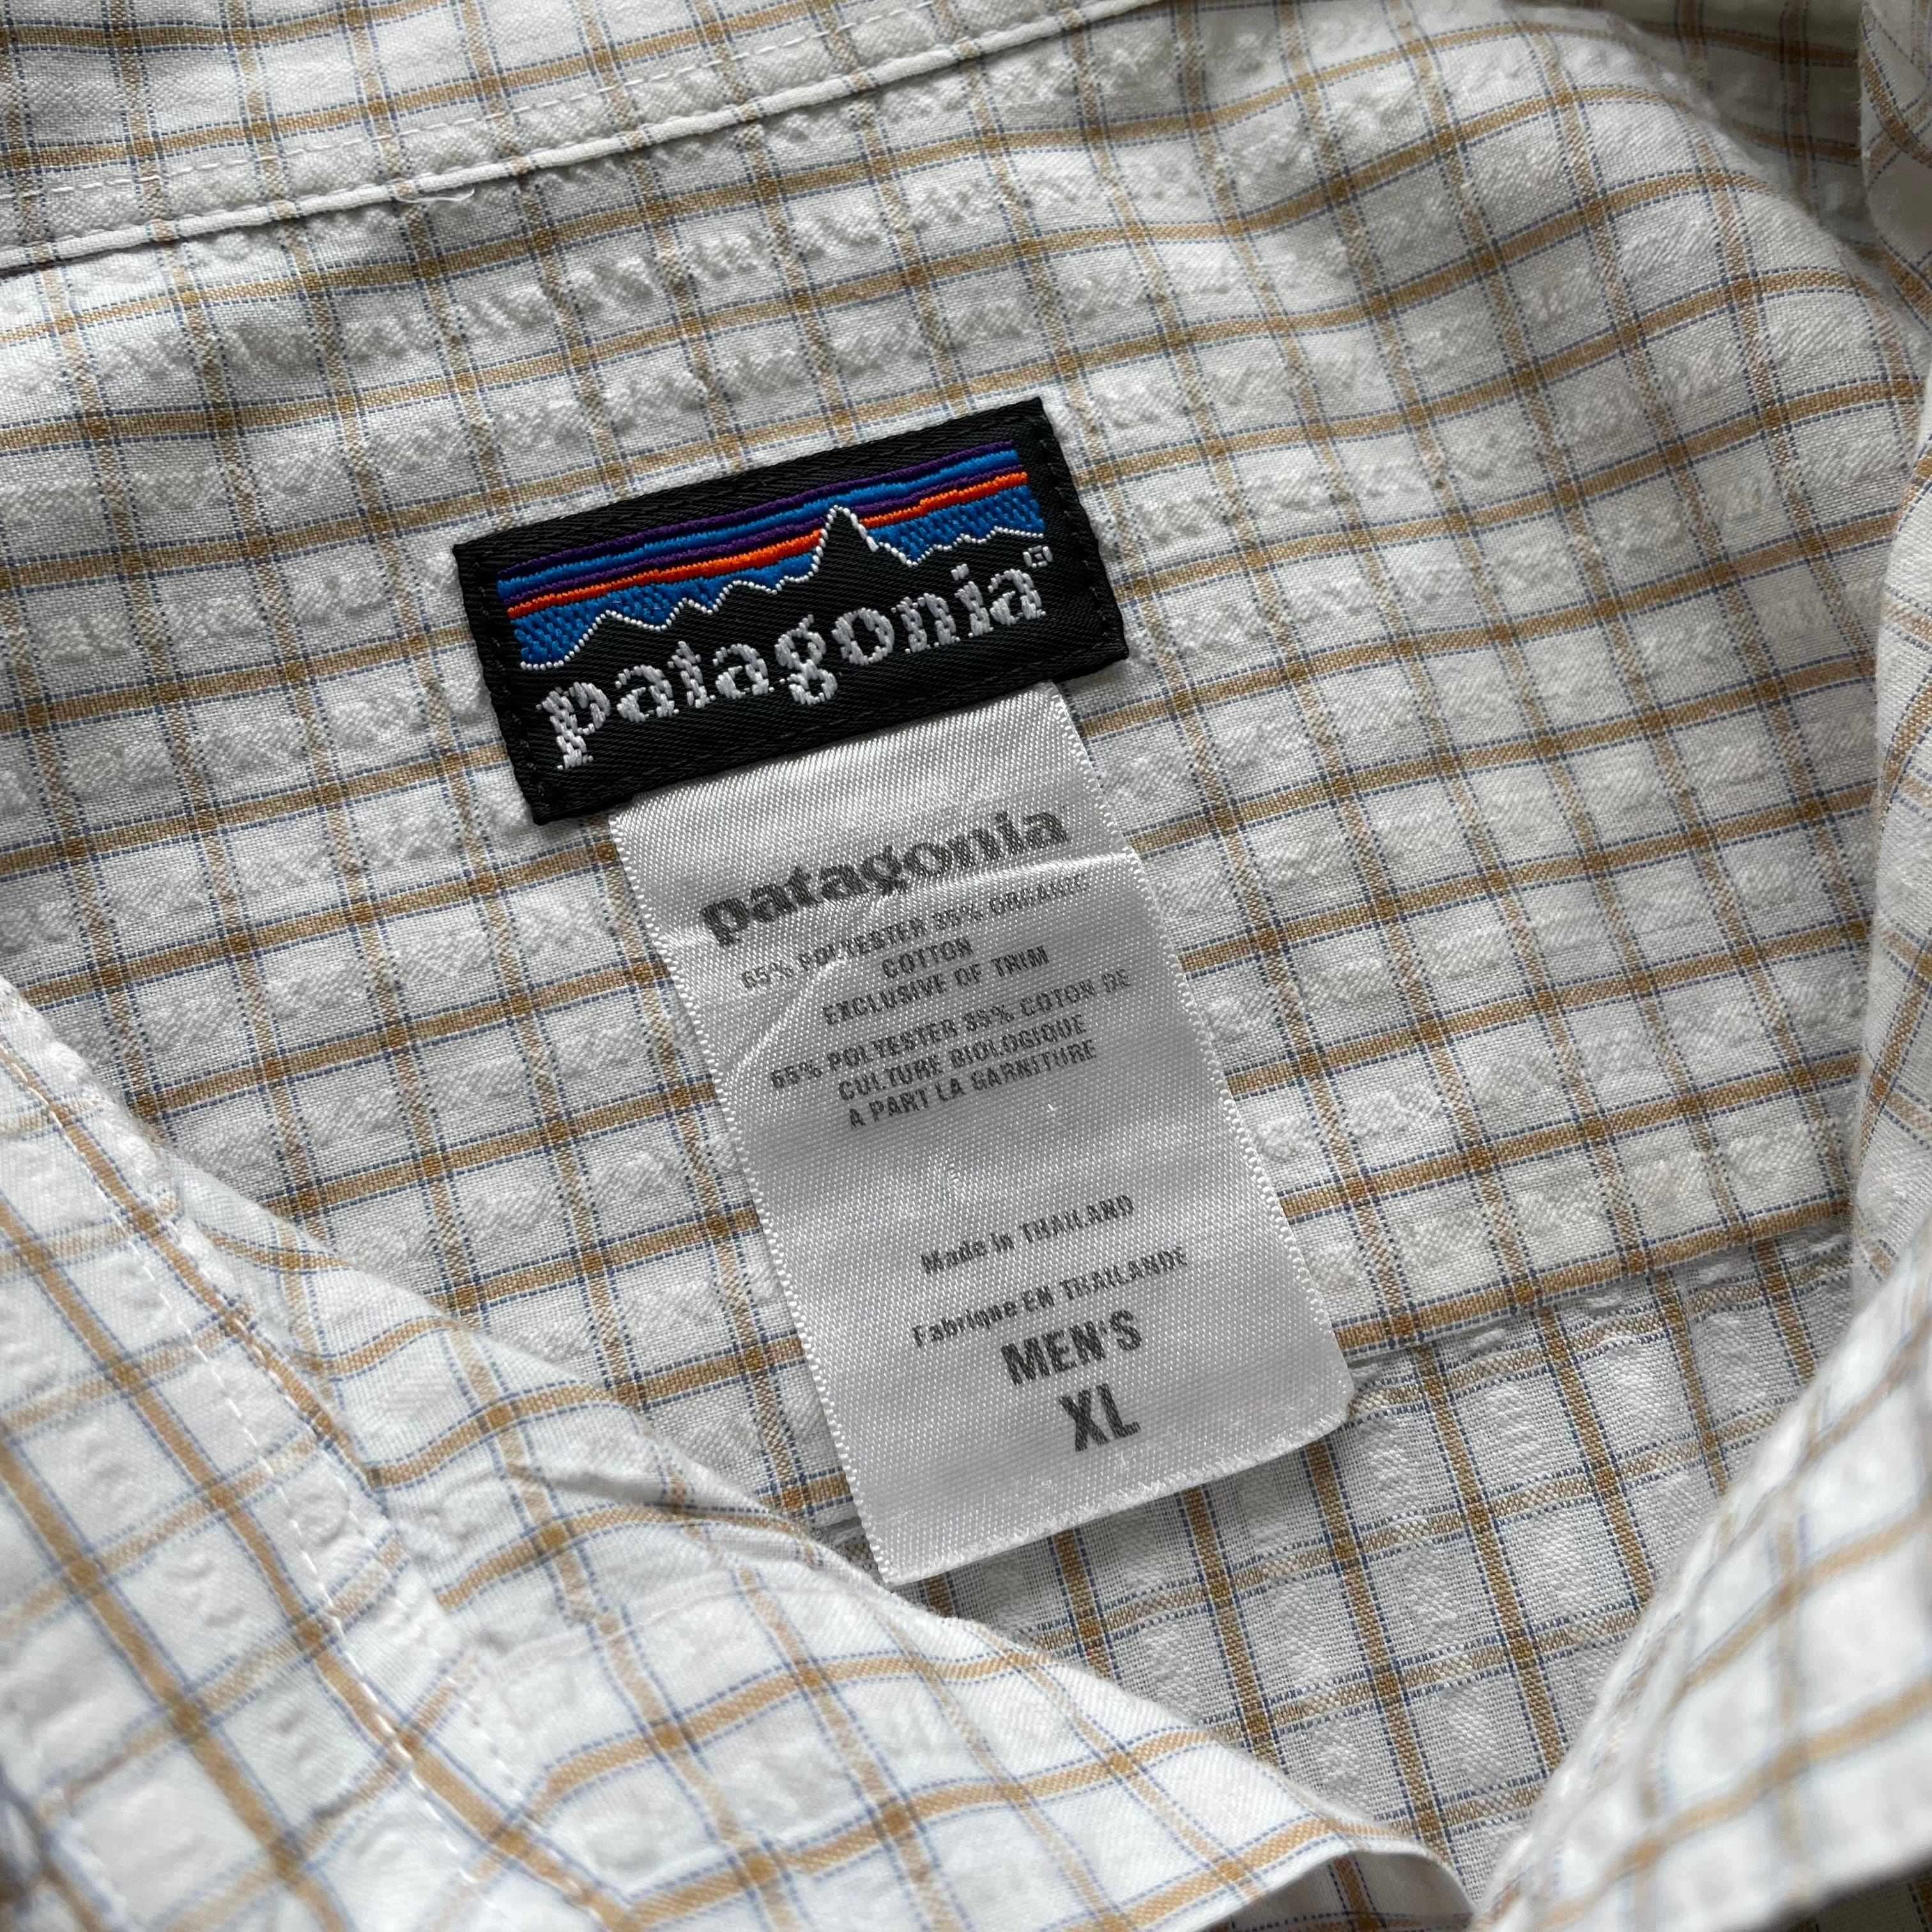 patagonia®
patagonia
65% POLYESTER 35% ORGANIC
COTTON
EXCLUSIVE OF TRIM
65% POLYESTER 35% COTON DE
CULTURE BIOLOGIQUE
A PART LA GARNITURE
Made in THAILAND
Fabrique EN THAILANDE
MEN'S
XL